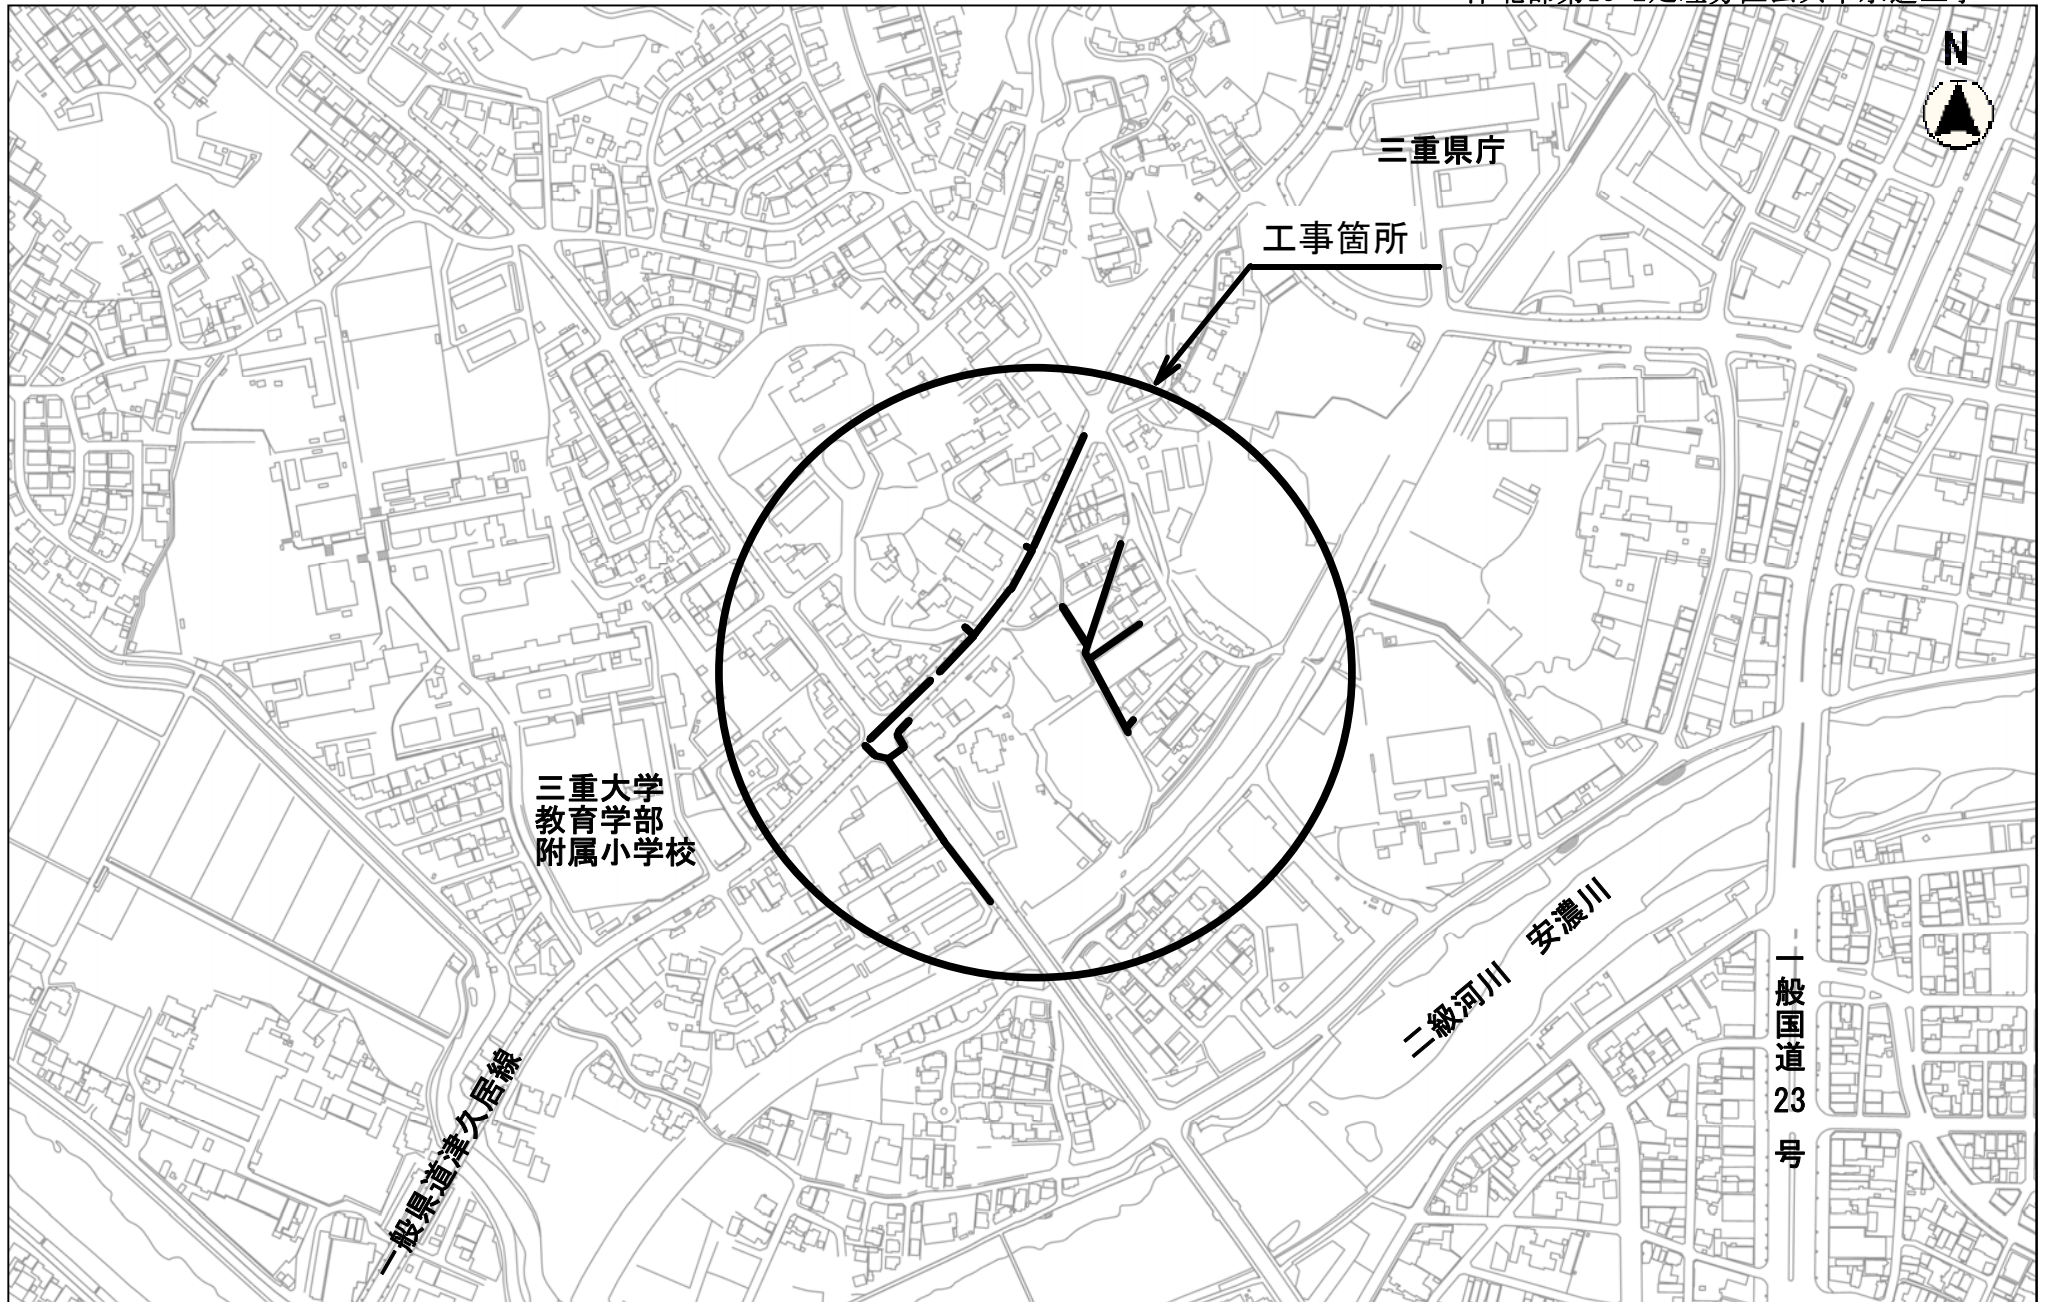 N
三重県庁
工事箇所
三重大学
教育学部
附属小学校
二級河川　安濃川
一般国道23号
一般県道津久居線